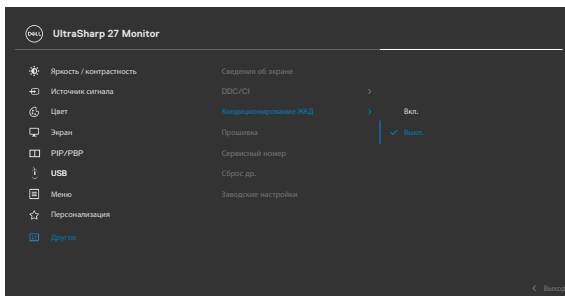 DELL UltraSharp 27 Monitor
Яркость / контрастность
Сведения об экране
Источник сигнала
DDC/CI
Цвет
Кондиционирование ЖКД
Вкл.
Экран
Прошивка
Выкл.
PIP/PBP
Сервисный номер
USB
Сброс др.
Меню
Заводские настройки
Персонализация
Другое
Выход